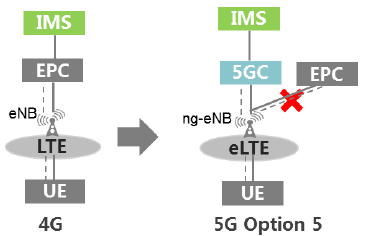 IMS
EPC
eNB
LTE
UE
4G
IMS
5GC
EPC
ng-eNB
eLTE
UE
5G Option 5